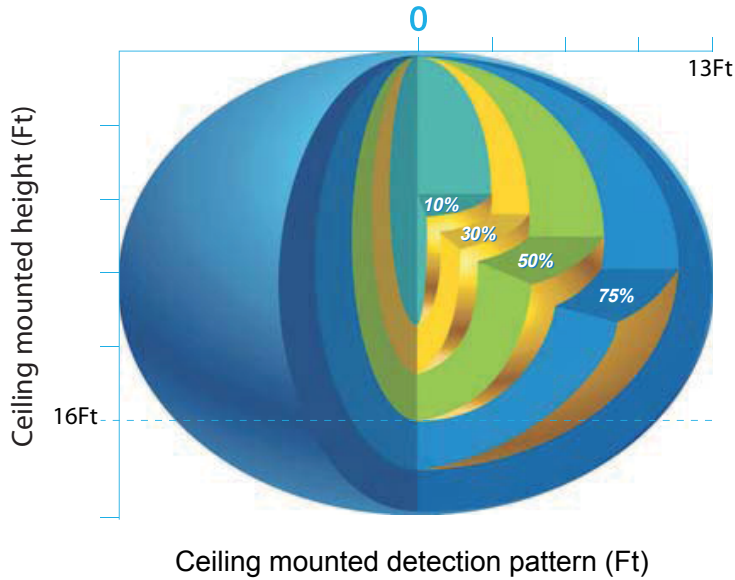 0
13Ft
Ceiling mounted height (Ft)
10%
30%
50%
75%
16Ft
Ceiling mounted detection pattern (Ft)